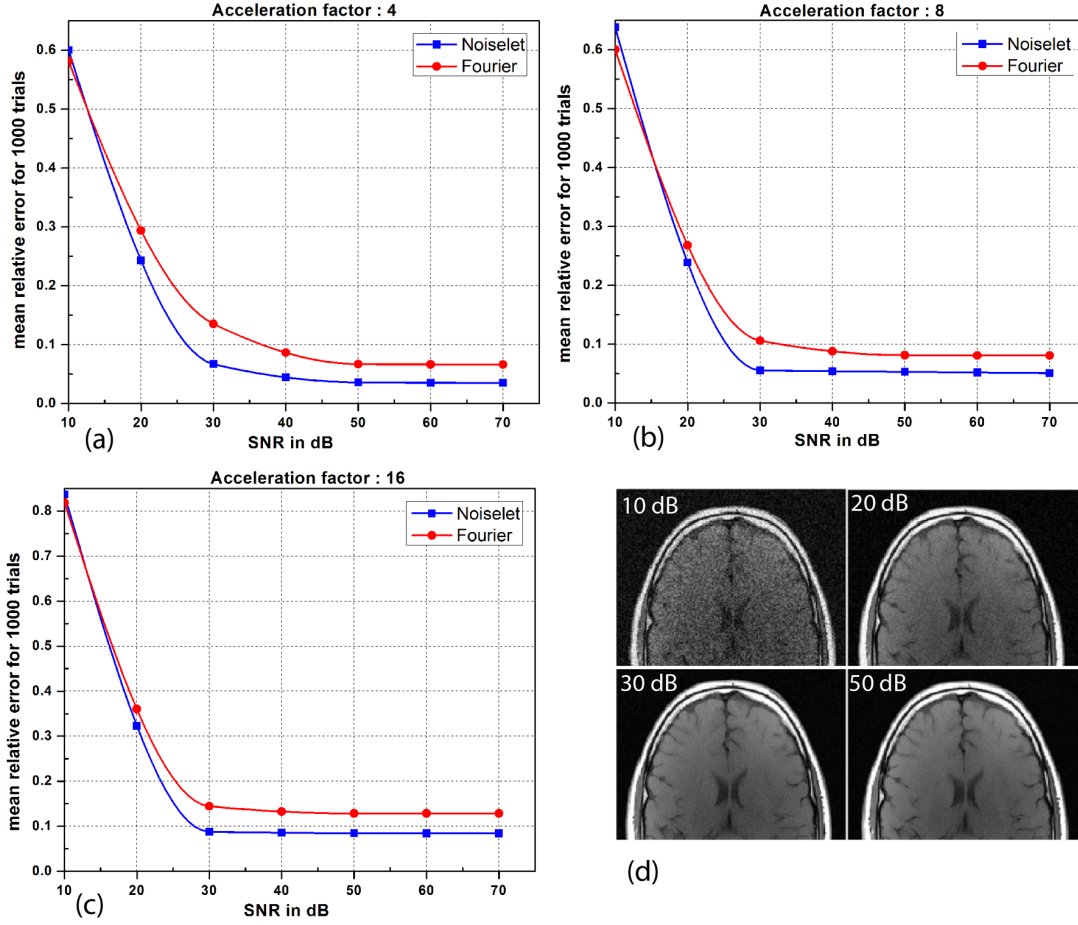 Acceleration factor : 4
mean relative error for 1000 trials
0.6
0.5
0.4
0.3
0.2
0.1
0.0
Noiselet
Fourier
10 20 30 40 50 60 70
SNR in dB
(a)
Acceleration factor : 8
mean relative error for 1000 trials
0.6
0.5
0.4
0.3
0.2
0.1
0.0
Noiselet
Fourier
10 20 30 40 50 60 70
SNR in dB
(b)
Acceleration factor : 16
mean relative error for 1000 trials
0.8
0.7
0.6
0.5
0.4
0.3
0.2
0.1
0.0
Noiselet
Fourier
10 20 30 40 50 60 70
SNR in dB
(c)
10 dB
20 dB
30 dB
50 dB
(d)